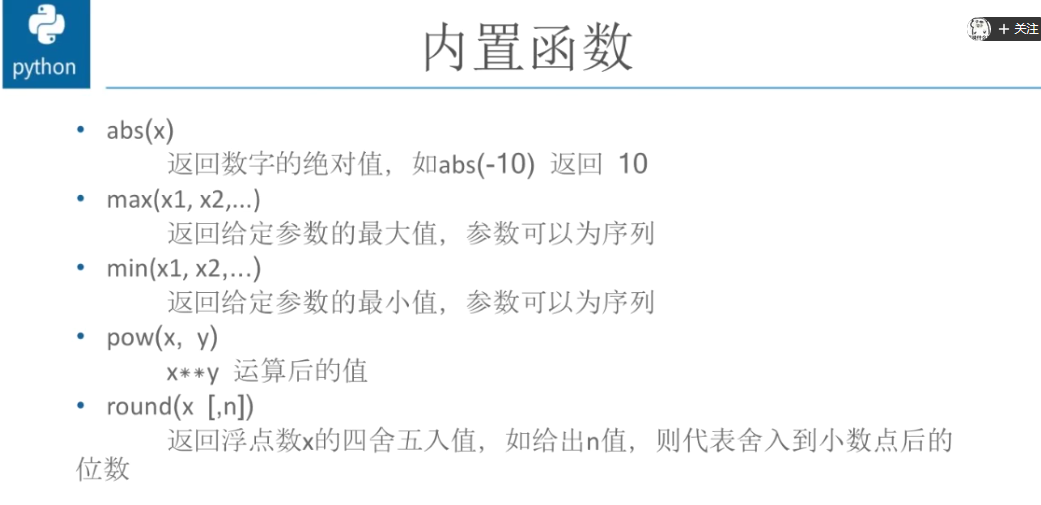 python
内置函数
+ 关注
• abs(x)
返回数字的绝对值，如abs(-10) 返回 10
• max(x1, x2,...)
返回给定参数的最大值，参数可以为序列
• min(x1, x2,...)
返回给定参数的最小值，参数可以为序列
• pow(x, y)
x**y 运算后的值
• round(x [,n])
返回浮点数x的四舍五入值，如给出n值，则代表舍入到小数点后的
位数